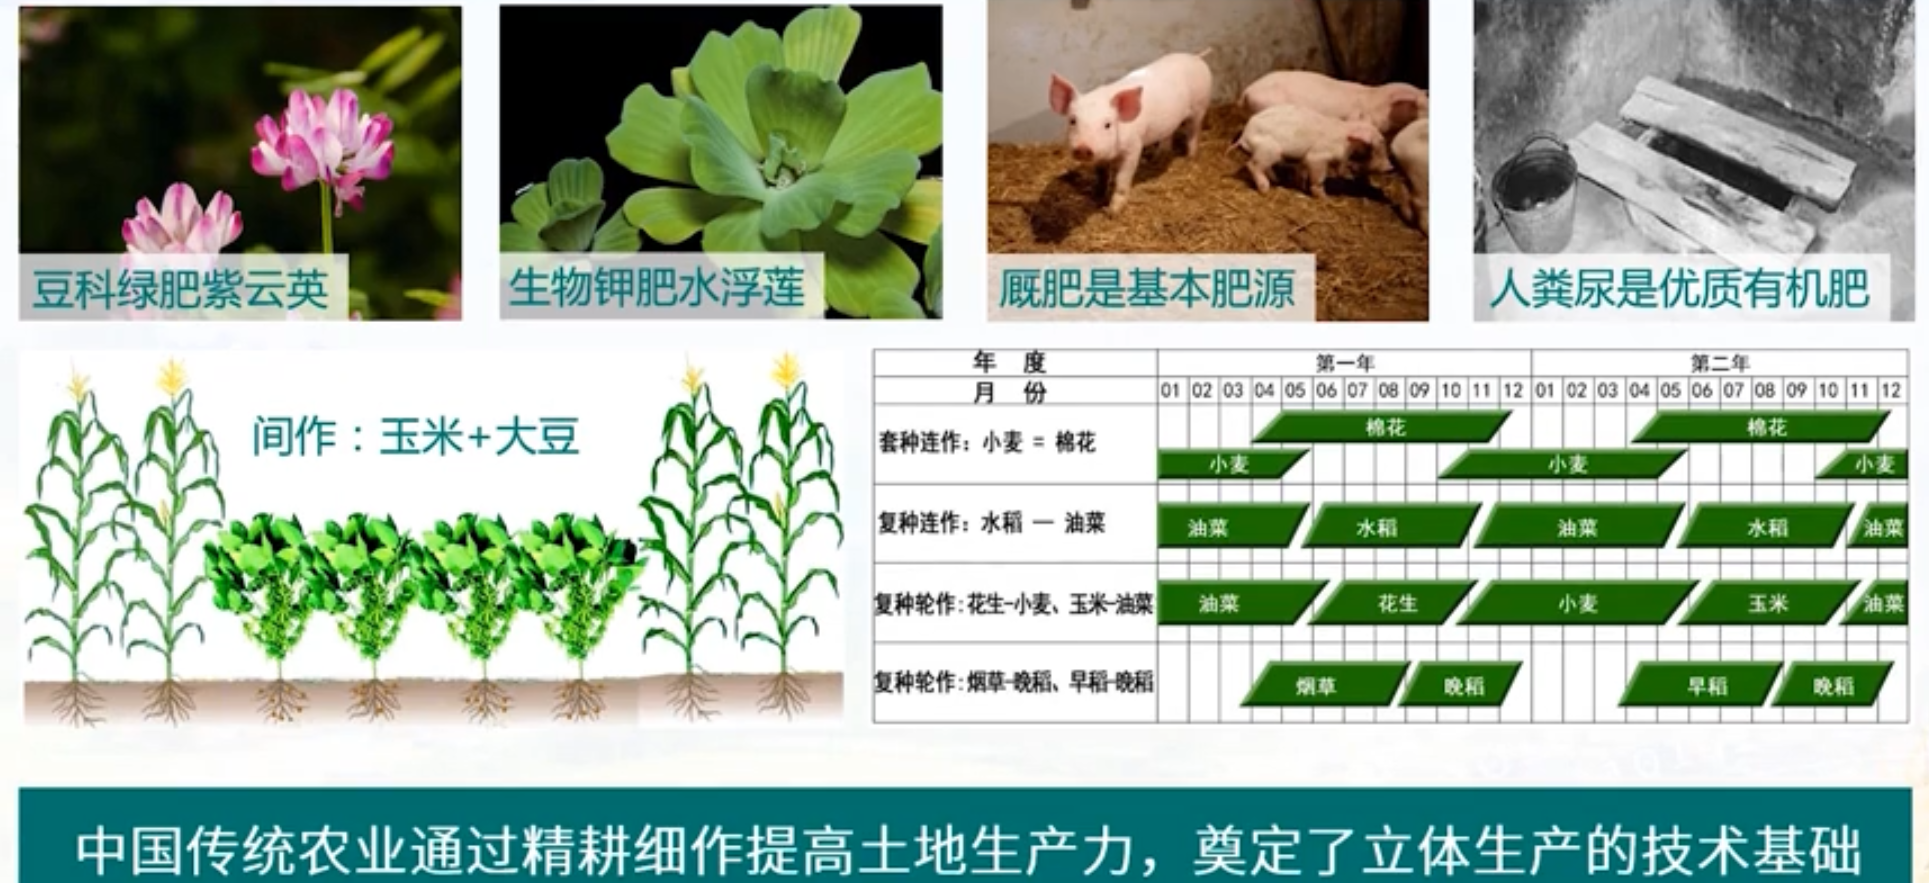 豆科绿肥紫云英
生物钾肥水浮莲
厩肥是基本肥源
人粪尿是优质有机肥
间作：玉米+大豆
年 度 第一年 第二年
月 份 01 02 03 04 05 06 07 08 09 10 11 12 01 02 03 04 05 06 07 08 09 10 11 12
套种连作：小麦 = 棉花 棉花 棉花
小麦 小麦 小麦
复种连作：水稻 — 油菜 油菜 水稻 油菜 水稻 油菜
复种轮作:花生-小麦、玉米-油菜 油菜 花生 小麦 玉米 油菜
复种轮作:烟草-晚稻、早稻-晚稻 烟草 晚稻 早稻 晚稻
中国传统农业通过精耕细作提高土地生产力，奠定了立体生产的技术基础